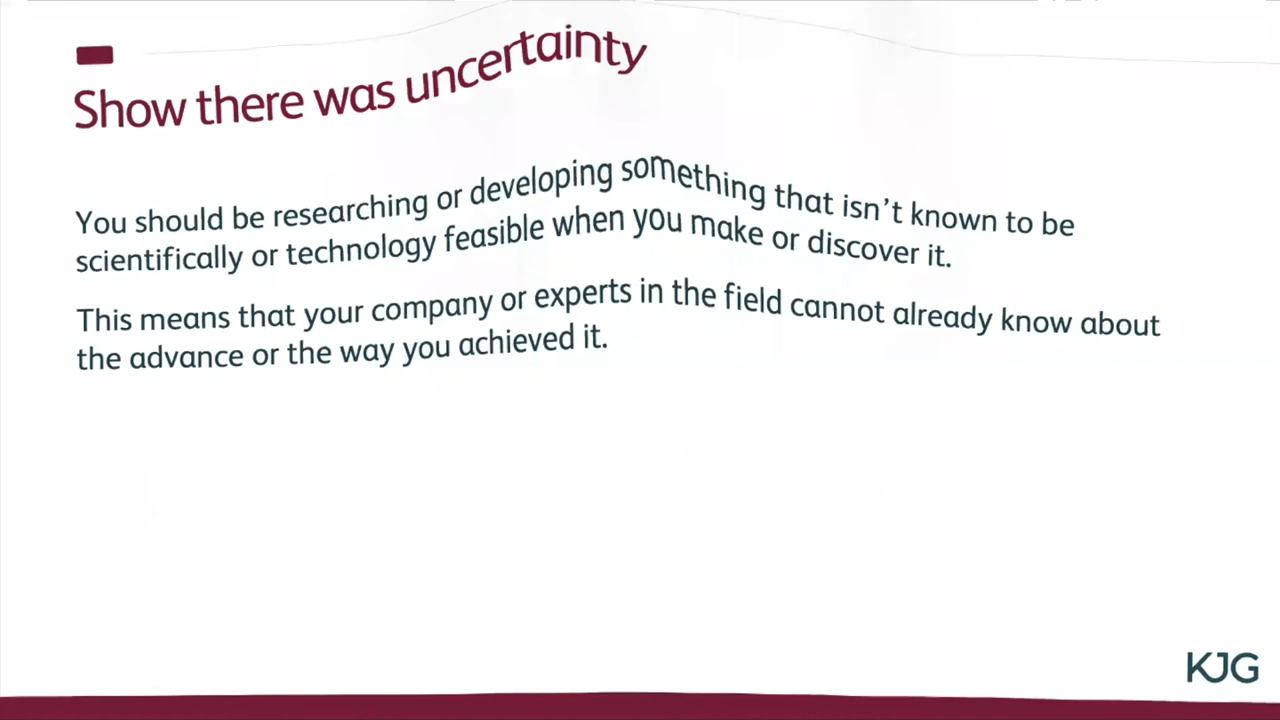 Show there was uncertainty
You should be researching or developing something that isn't known to be
scientifically or technology feasible when you make or discover it.
This means that your company or experts in the field cannot already know about
the advance or the way you achieved it.
KJG